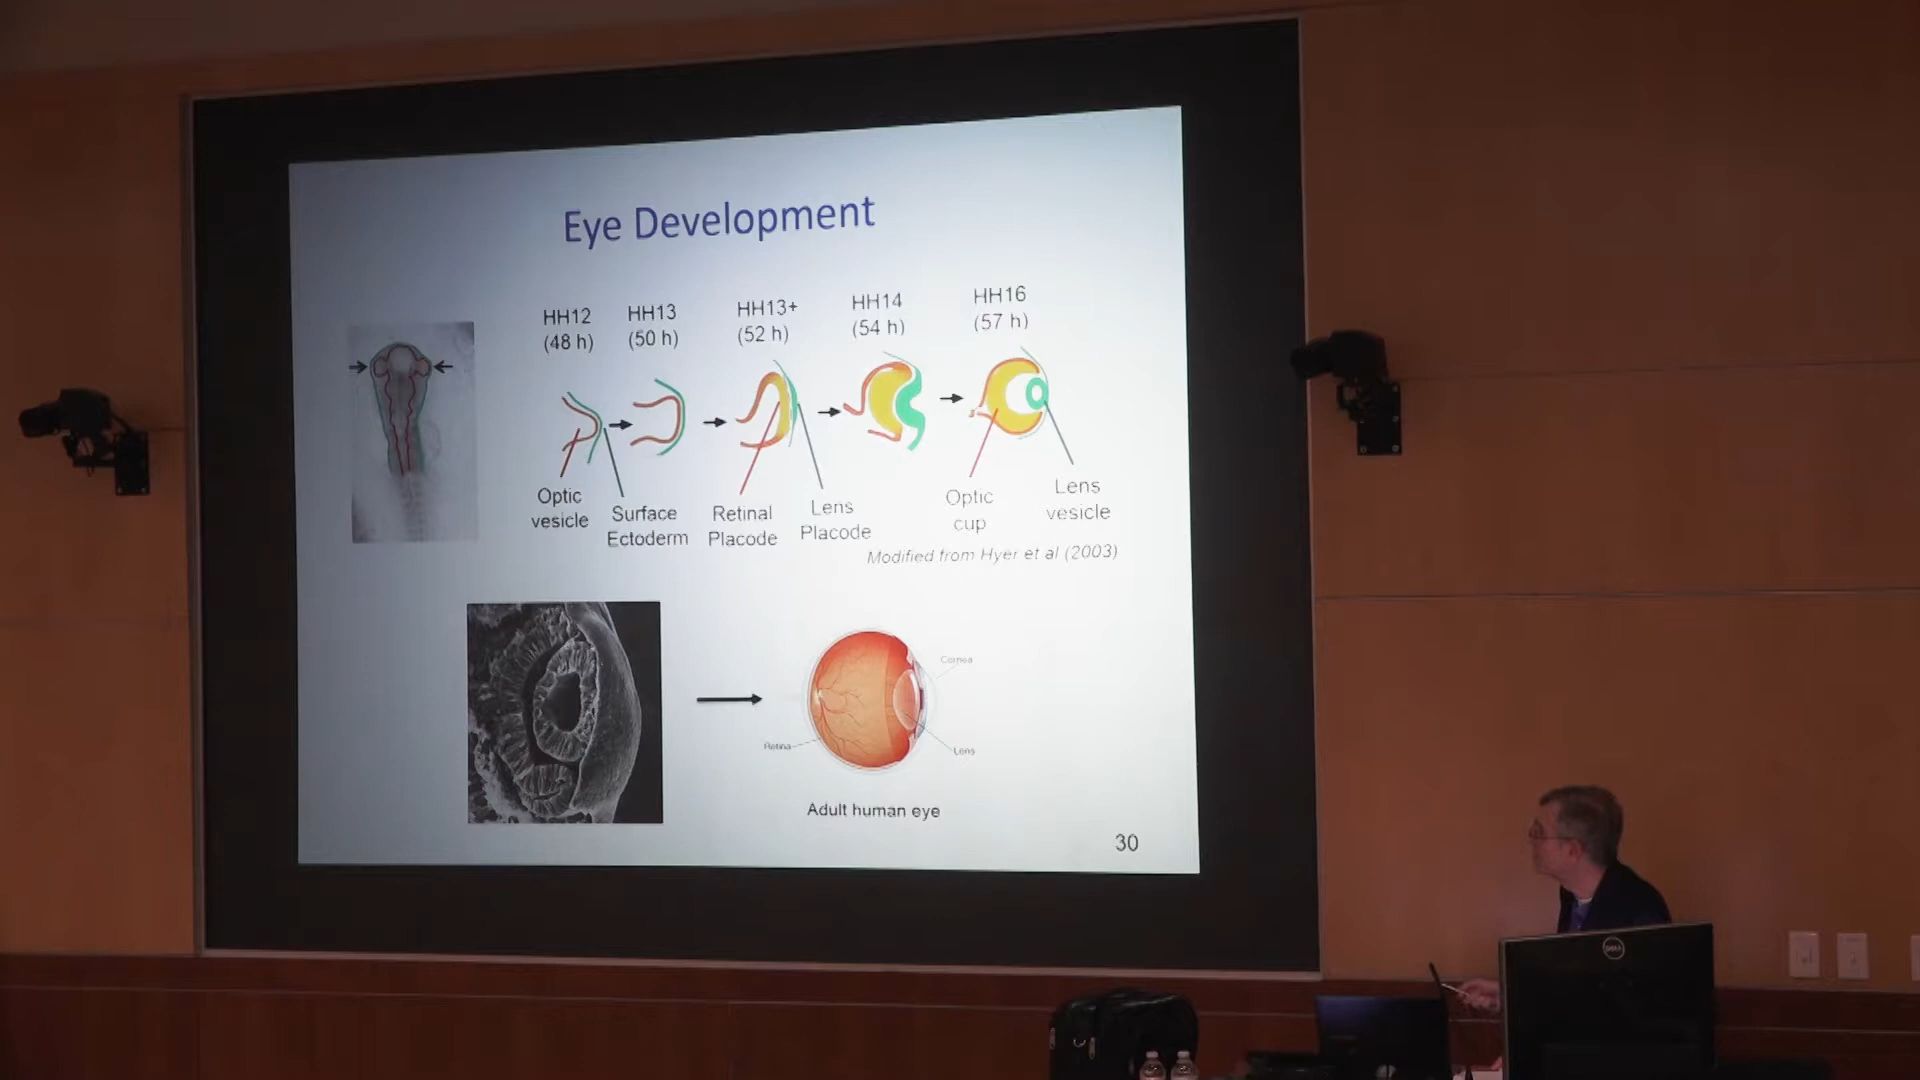 Eye Development
HH12
(48 h)
HH13
(50 h)
HH13+
(52 h)
HH14
(54 h)
HH16
(57 h)
Optic
vesicle
Surface
Ectoderm
Retinal
Placode
Lens
Placode
Optic
cup
Lens
vesicle
Modified from Hyer et al (2003)
Cornea
Retina
Lens
Adult human eye
30
DELL